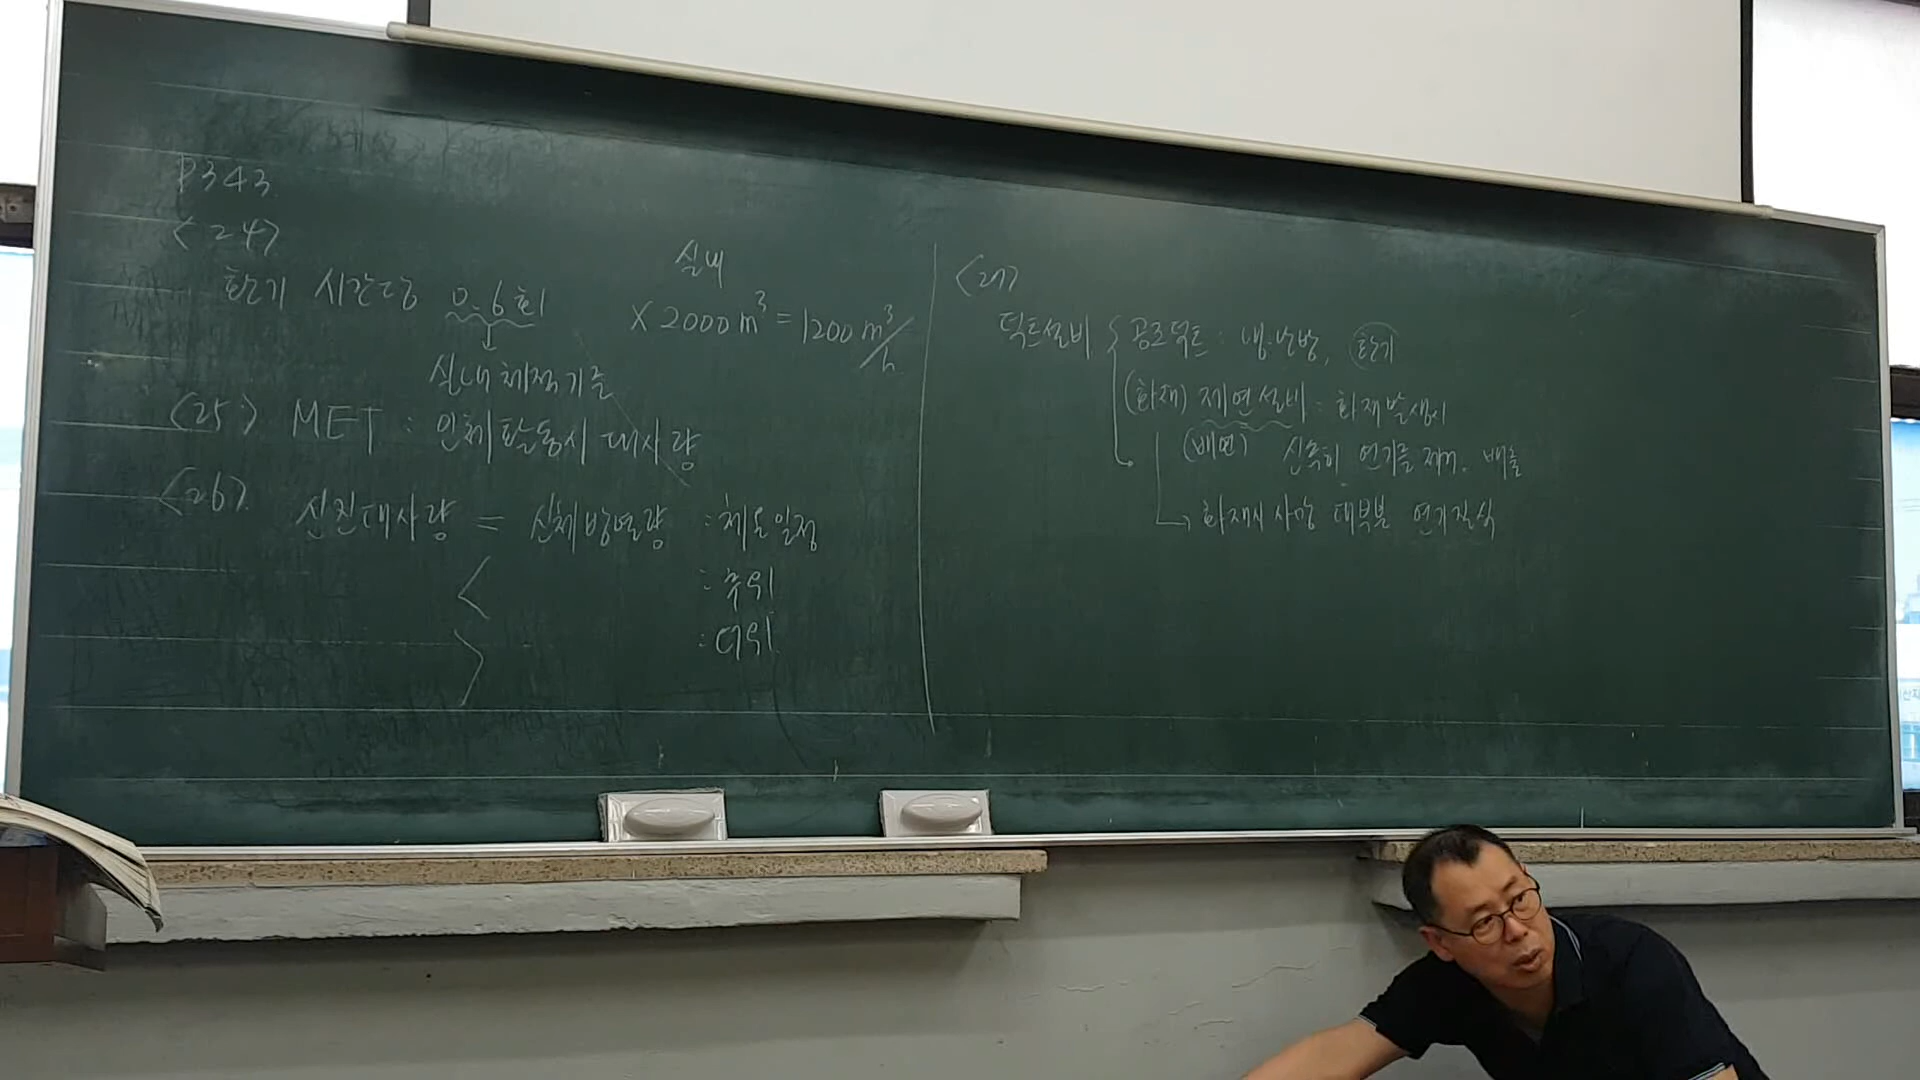 P343.
<24>
환기 시간당 0.6회 × 2000m³ = 1200m³/h
실내
실내체적기준
<25> MET : 인체활동시 대사량
<26>. 신진대사량 = 신체방열량 : 체온일정
< : 추위
> : 더위
<27>
덕트설비 { 공조덕트 : 냉·난방, 환기
(화재) 제연설비 : 화재발생시
(배연) 신속히 연기를 제어. 배출
→ 화재시 사망 대부분 연기질식